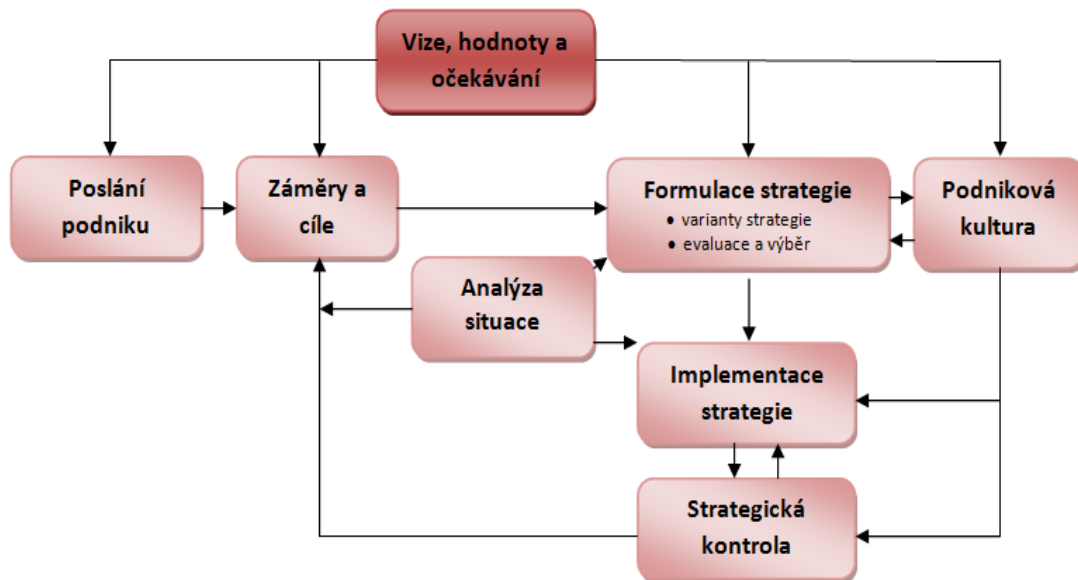 Vize, hodnoty a
očekávání
Poslání
podniku
Záměry a
cíle
Formulace strategie
• varianty strategie
• evaluace a výběr
Podniková
kultura
Analýza
situace
Implementace
strategie
Strategická
kontrola